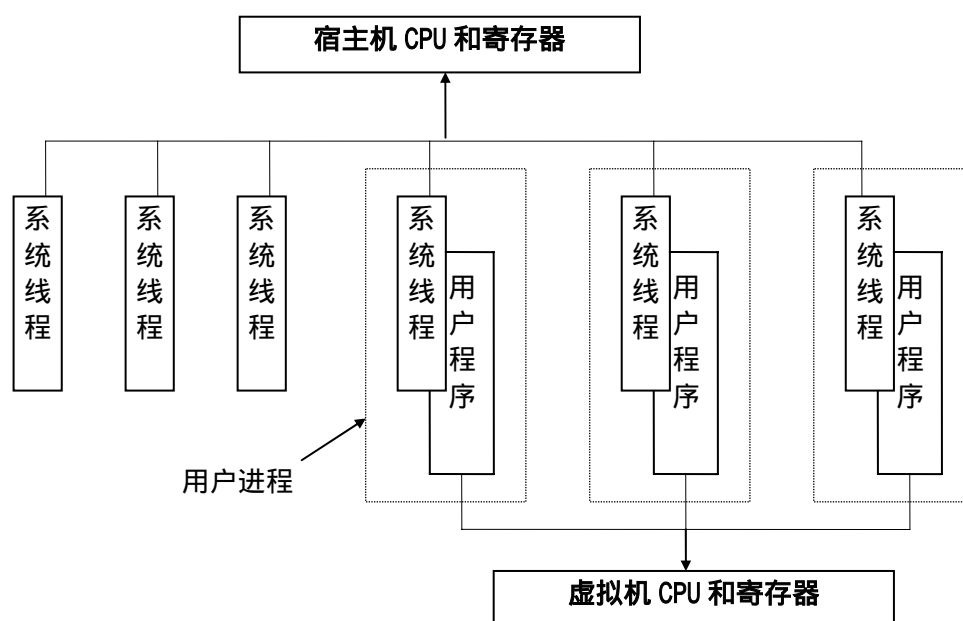 宿主机 CPU 和寄存器
系统线程
系统线程
系统线程
系统线程
用户程序
系统线程
用户程序
系统线程
用户程序
用户进程
虚拟机 CPU 和寄存器